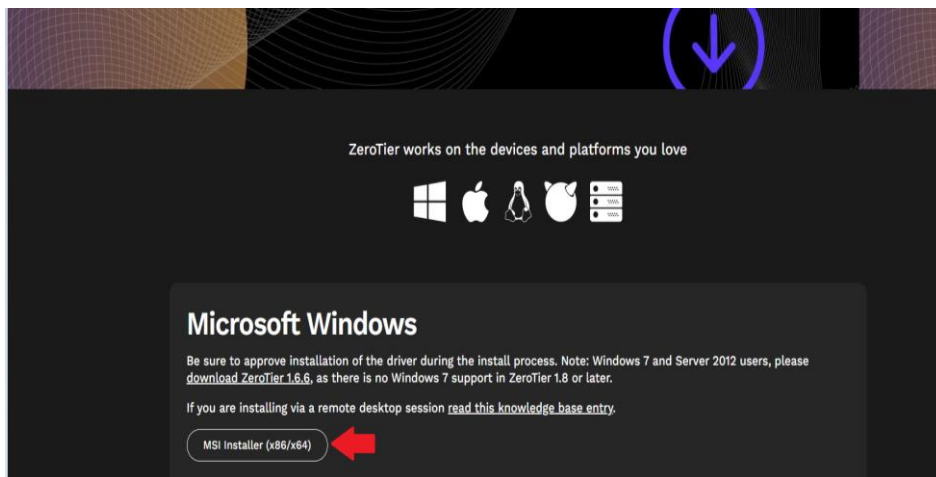 ZeroTier works on the devices and platforms you love
Microsoft Windows
Be sure to approve installation of the driver during the install process. Note: Windows 7 and Server 2012 users, please
download ZeroTier 1.6.6, as there is no Windows 7 support in ZeroTier 1.8 or later.
If you are installing via a remote desktop session read this knowledge base entry.
MSI Installer (x86/x64)